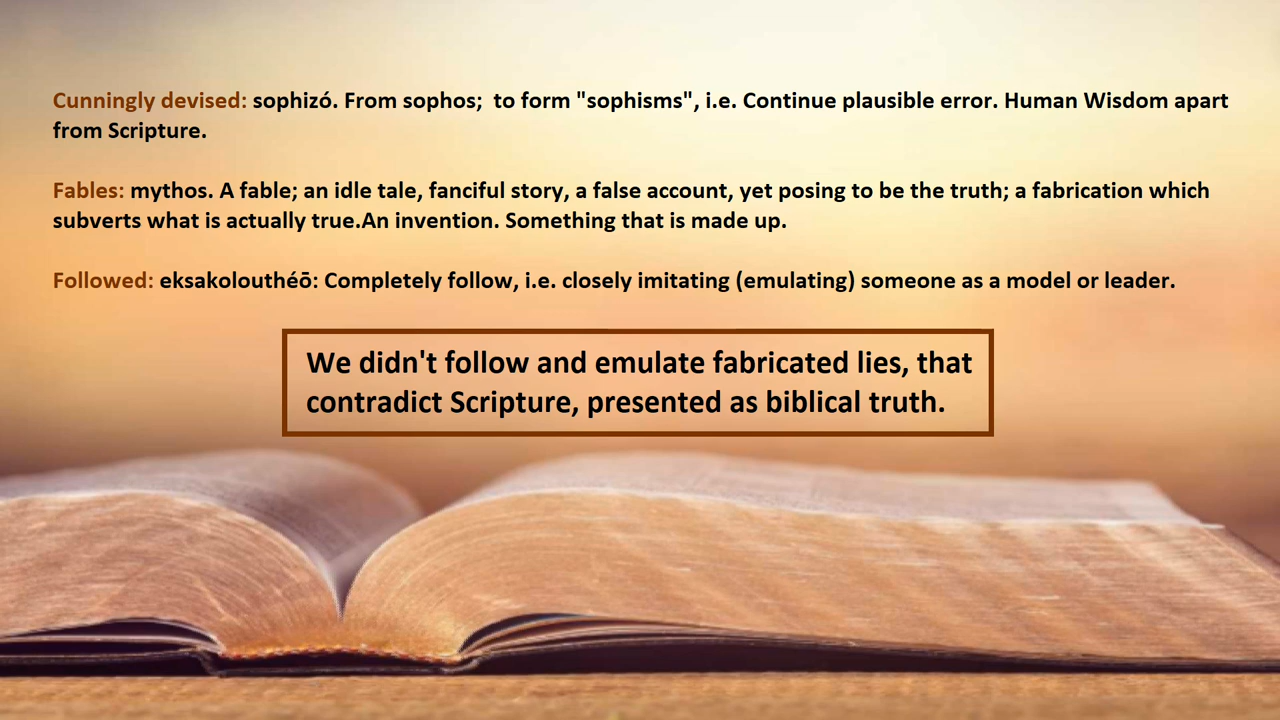 Cunningly devised: sophizó. From sophos;  to form "sophisms", i.e. Continue plausible error. Human Wisdom apart
from Scripture.
Fables: mythos. A fable; an idle tale, fanciful story, a false account, yet posing to be the truth; a fabrication which
subverts what is actually true.An invention. Something that is made up.
Followed: eksakolouthéō: Completely follow, i.e. closely imitating (emulating) someone as a model or leader.
We didn't follow and emulate fabricated lies, that
contradict Scripture, presented as biblical truth.